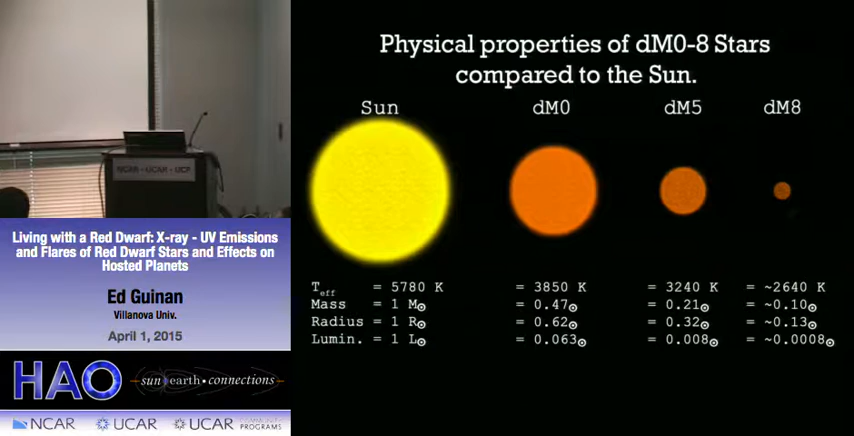 NCAR-UCAR-UCP
Living with a Red Dwarf: X-ray - UV Emissions
and Flares of Red Dwarf Stars and Effects on
Hosted Planets
Ed Guinan
Villanova Univ.
April 1, 2015
HAO
sun earth • connections
NCAR UCAR UCAR
PROGRAMS
Physical properties of dM0-8 Stars
compared to the Sun.
Sun dM0 dM5 dM8
Teff = 5780 K = 3850 K = 3240 K = ~2640 K
Mass = 1 M⊙ = 0.47⊙ = 0.21⊙ = ~0.10⊙
Radius = 1 R⊙ = 0.62⊙ = 0.32⊙ = ~0.13⊙
Lumin. = 1 L⊙ = 0.063⊙ = 0.008⊙ = ~0.0008⊙